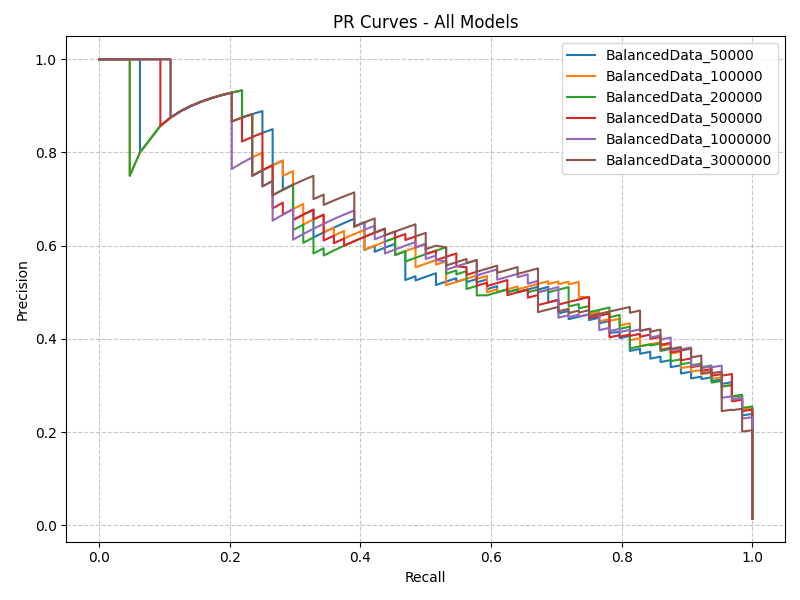 PR Curves - All Models
BalancedData_50000
BalancedData_100000
BalancedData_200000
BalancedData_500000
BalancedData_1000000
BalancedData_3000000
Precision
1.0
0.8
0.6
0.4
0.2
0.0
0.0 0.2 0.4 0.6 0.8 1.0
Recall